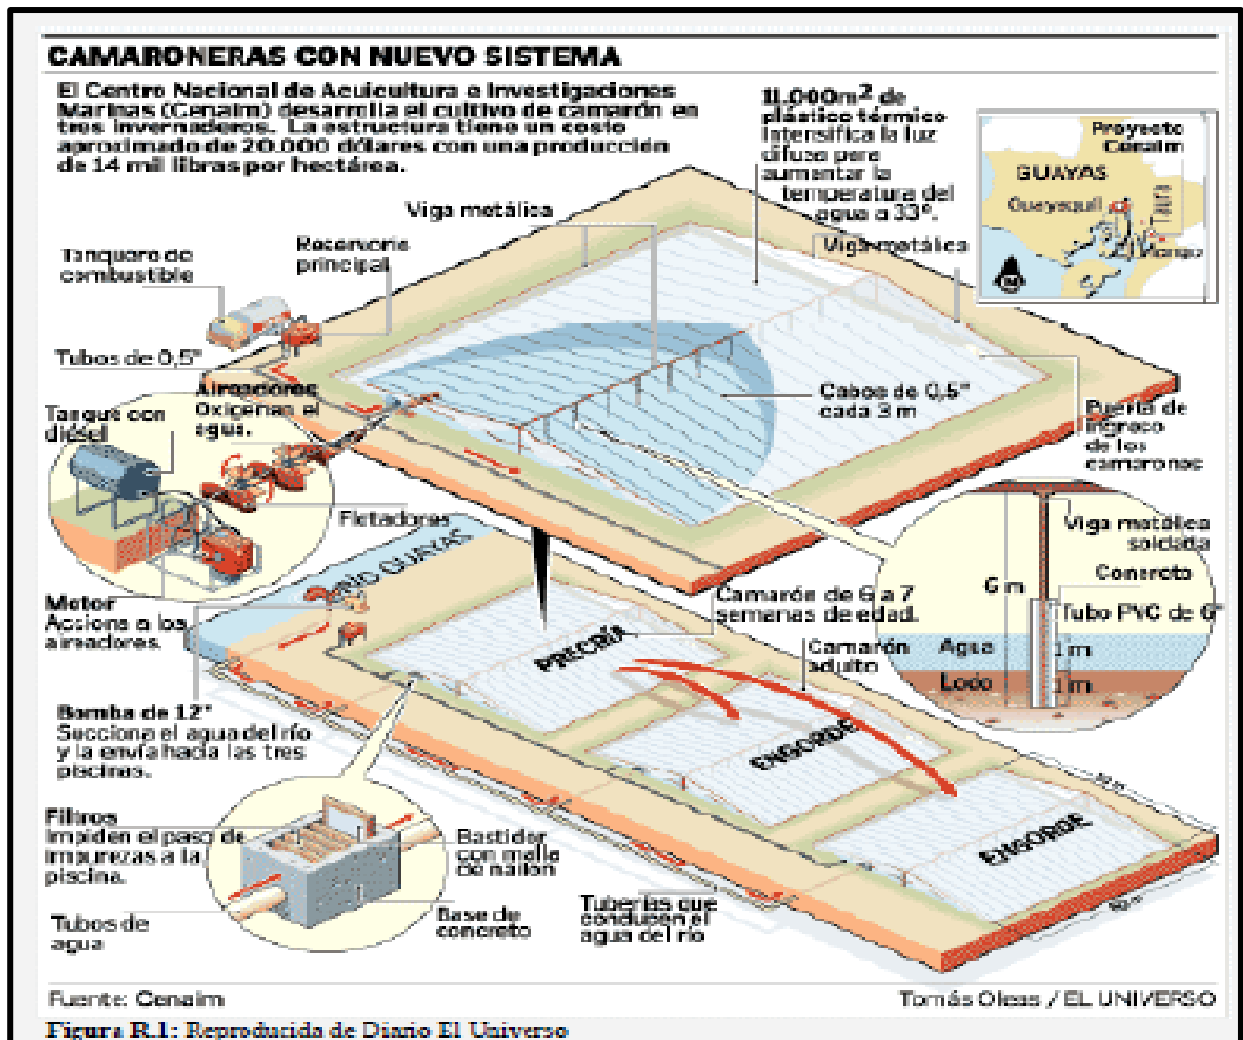 CAMARONERAS CON NUEVO SISTEMA
El Centro Nacional de Acuicultura e Investigaciones
Marinas (Cenaim) desarrolla el cultivo de camarón en
tres invernaderos. La estructura tiene un costo
aproximado de 20.000 dólares con una producción
de 14 mil libras por hectárea.
11.000m² de
plástico térmico
Intensifica la luz
difusa para
aumentar la
temperatura del
agua a 33º.
Proyecto
Cenaim
GUAYAS
Guayaquil
Taura
Viga metálica
Viga metálica
Tanquero de
combustible
Reservorio
principal
Tubos de 0,5"
Aireadores
Oxigenan el
agua.
Tanque con
diésel
Cabos de 0,5"
cada 3 m
Puerta de
ingreso
de los
camarones
Flotadores
RÍO GUAYAS
Viga metálica
soldada
Concreto
6 m
Tubo PVC de 6"
Agua
1 m
Lodo
1 m
Motor
Acciona a los
aireadores.
Camarón de 6 a 7
semanas de edad.
PRECRÍA
Camarón
adulto
ENGORDE
ENGORDE
Bomba de 12"
Succiona el agua del río
y la envía hacia las tres
piscinas.
Filtros
Impiden el paso de
impurezas a la
piscina.
Bastidor
con malla
de nailon
Tubos de
agua
Base de
concreto
Tuberías que
conducen el
agua del río
Fuente: Cenaim
Tomás Oleas / EL UNIVERSO
Figura R.1: Reproducida de Diario El Universo